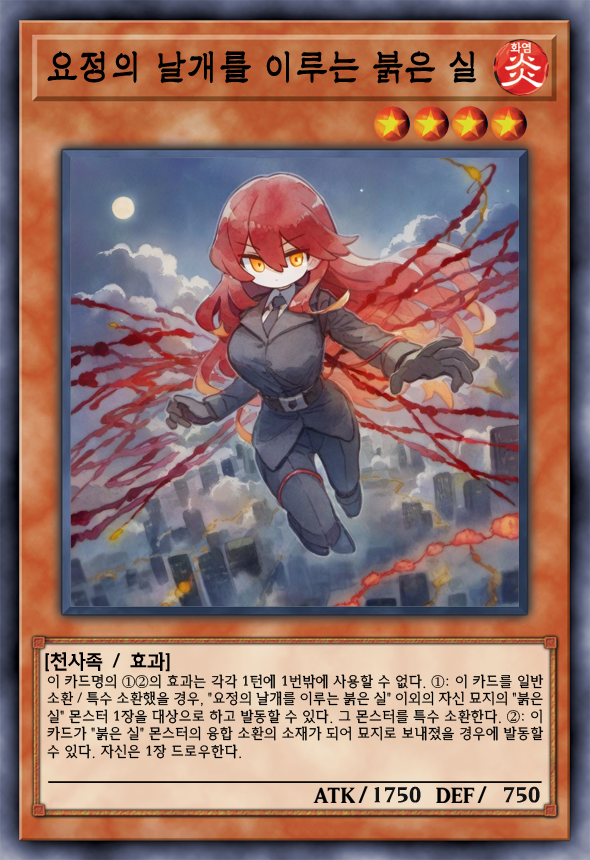 요정의 날개를 이루는 붉은 실
화염
炎
[천사족 / 효과]
이 카드명의 ①②의 효과는 각각 1턴에 1번밖에 사용할 수 없다. ①: 이 카드를 일반
소환 / 특수 소환했을 경우, "요정의 날개를 이루는 붉은 실" 이외의 자신 묘지의 "붉은
실" 몬스터 1장을 대상으로 하고 발동할 수 있다. 그 몬스터를 특수 소환한다. ②: 이
카드가 "붉은 실" 몬스터의 융합 소환의 소재가 되어 묘지로 보내졌을 경우에 발동할
수 있다. 자신은 1장 드로우한다.
ATK / 1750 DEF / 750